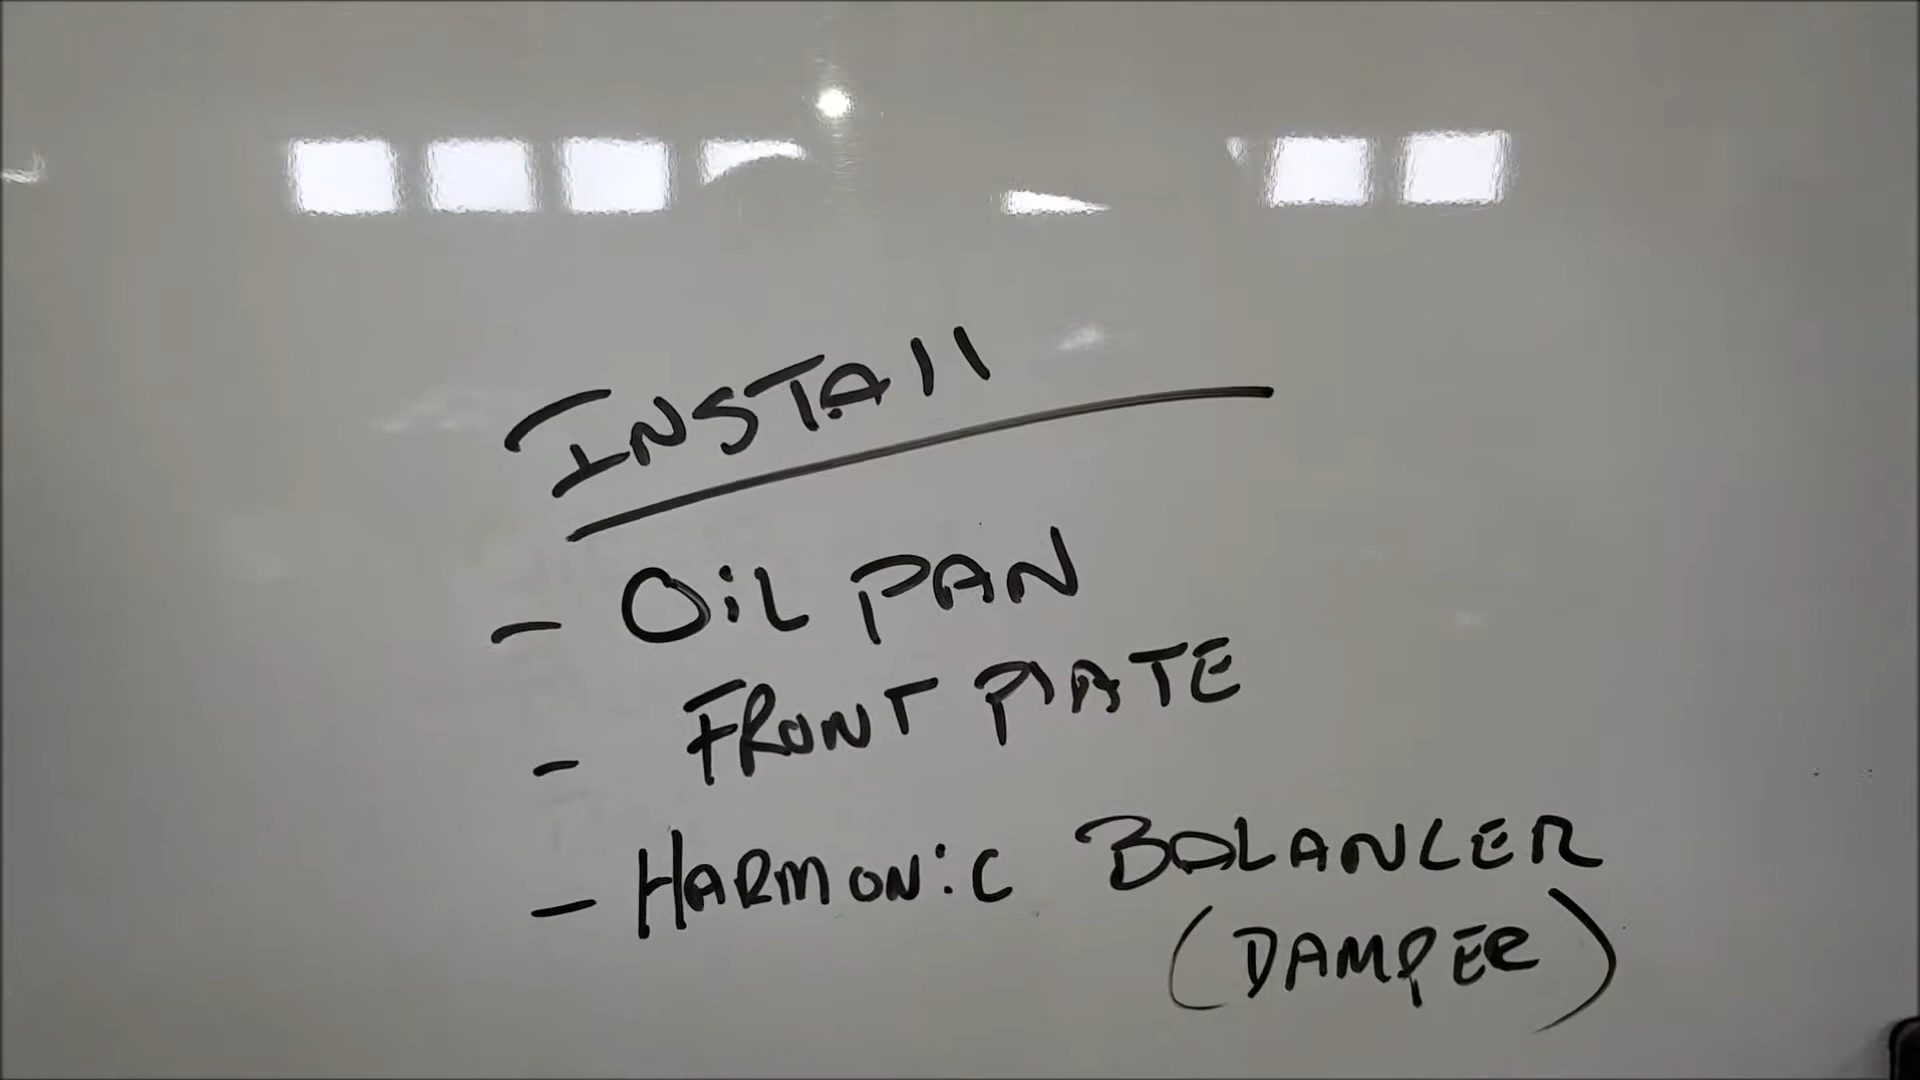 INSTAll
- OiL PAN
- FRONT PlATE
- HARMONiC BALANCER
(DAMPER)